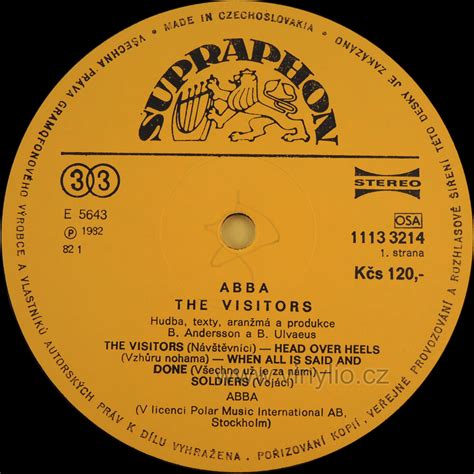 MADE IN CZECHOSLOVAKIA
VŠECHNA PRÁVA GRAMOFONOVÉHO VÝROBCE A VLASTNÍKŮ AUTORSKÝCH PRÁV K DÍLU VYHRAŽENA • POŘIZOVÁNÍ KOPIÍ, VEŘEJNÉ PROVOZOVÁNÍ A ROZHLASOVÉ ŠÍŘENÍ TÉTO DESKY JE ZAKÁZÁNO
SUPRAPHON
33
STEREO
E 5643
℗ 1982
82 1
OSA
1113 3214
1. strana
Kčs 120,-
ABBA
THE VISITORS
Hudba, texty, aranžmá a produkce
B. Andersson a B. Ulvaeus
THE VISITORS (Návštěvníci) — HEAD OVER HEELS
(Vzhůru nohama) — WHEN ALL IS SAID AND
DONE (Všechno už je za námi) —
SOLDIERS (Vojáci)
ABBA
(V licenci Polar Music International AB,
Stockholm)